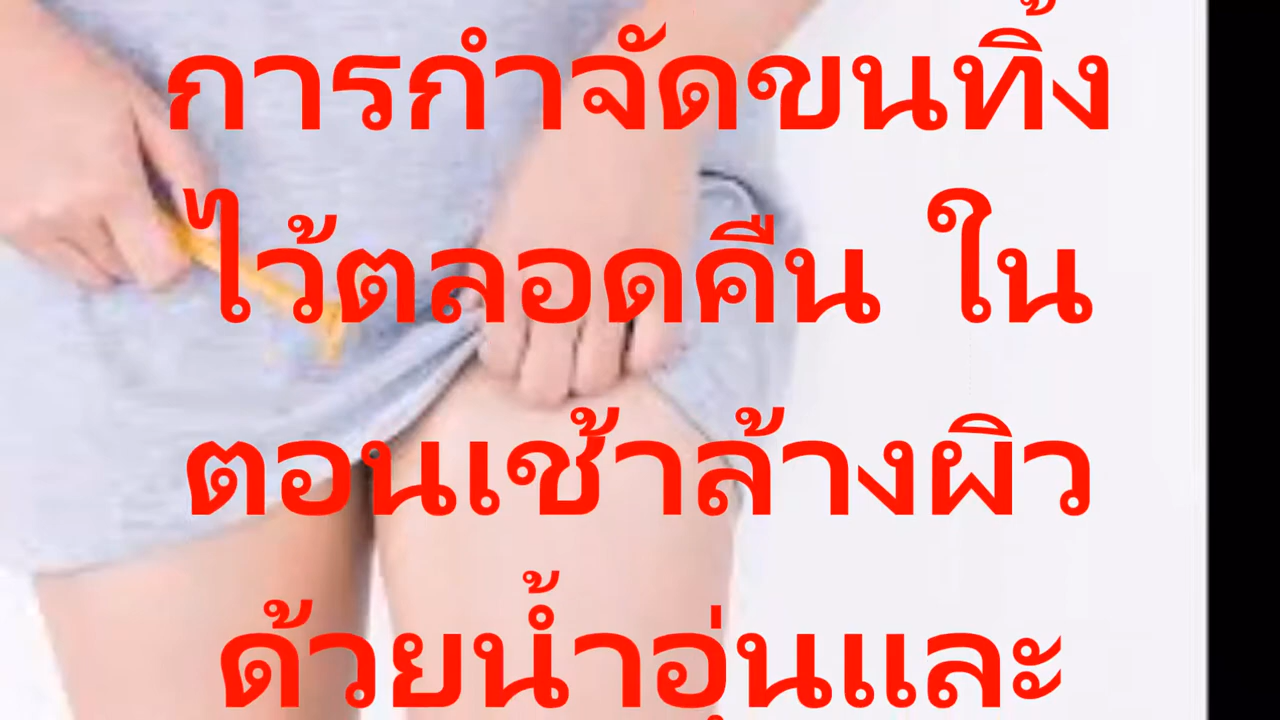 การกำจัดขนทิ้ง
ไว้ตลอดคืน ใน
ตอนเช้าล้างผิว
ด้วยน้ำอุ่นและ